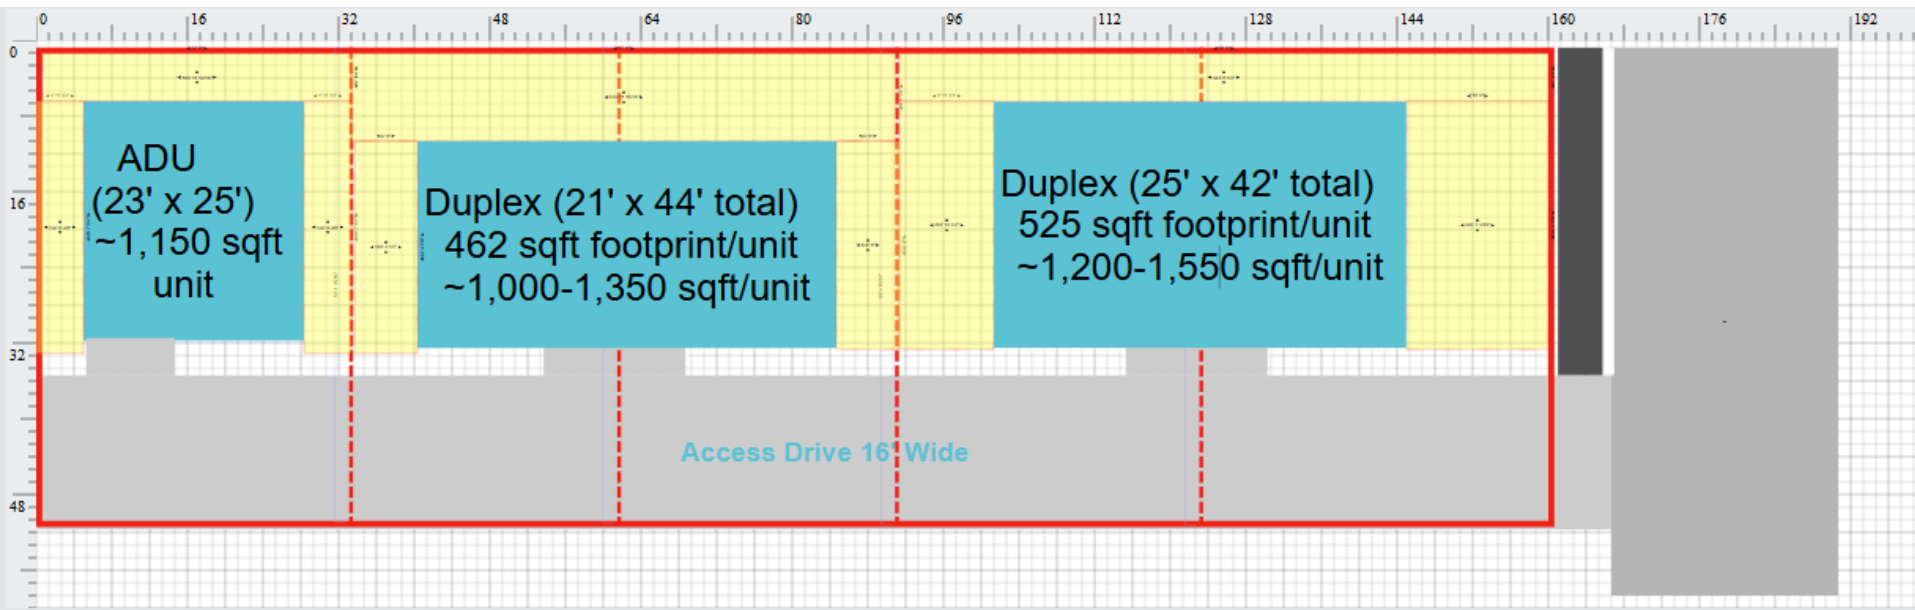 0 16 32 48 64 80 96 112 128 144 160 176 192
0
16
32
48
ADU
(23' x 25')
~1,150 sqft
unit
Duplex (21' x 44' total)
462 sqft footprint/unit
~1,000-1,350 sqft/unit
Duplex (25' x 42' total)
525 sqft footprint/unit
~1,200-1,550 sqft/unit
Access Drive 16' Wide